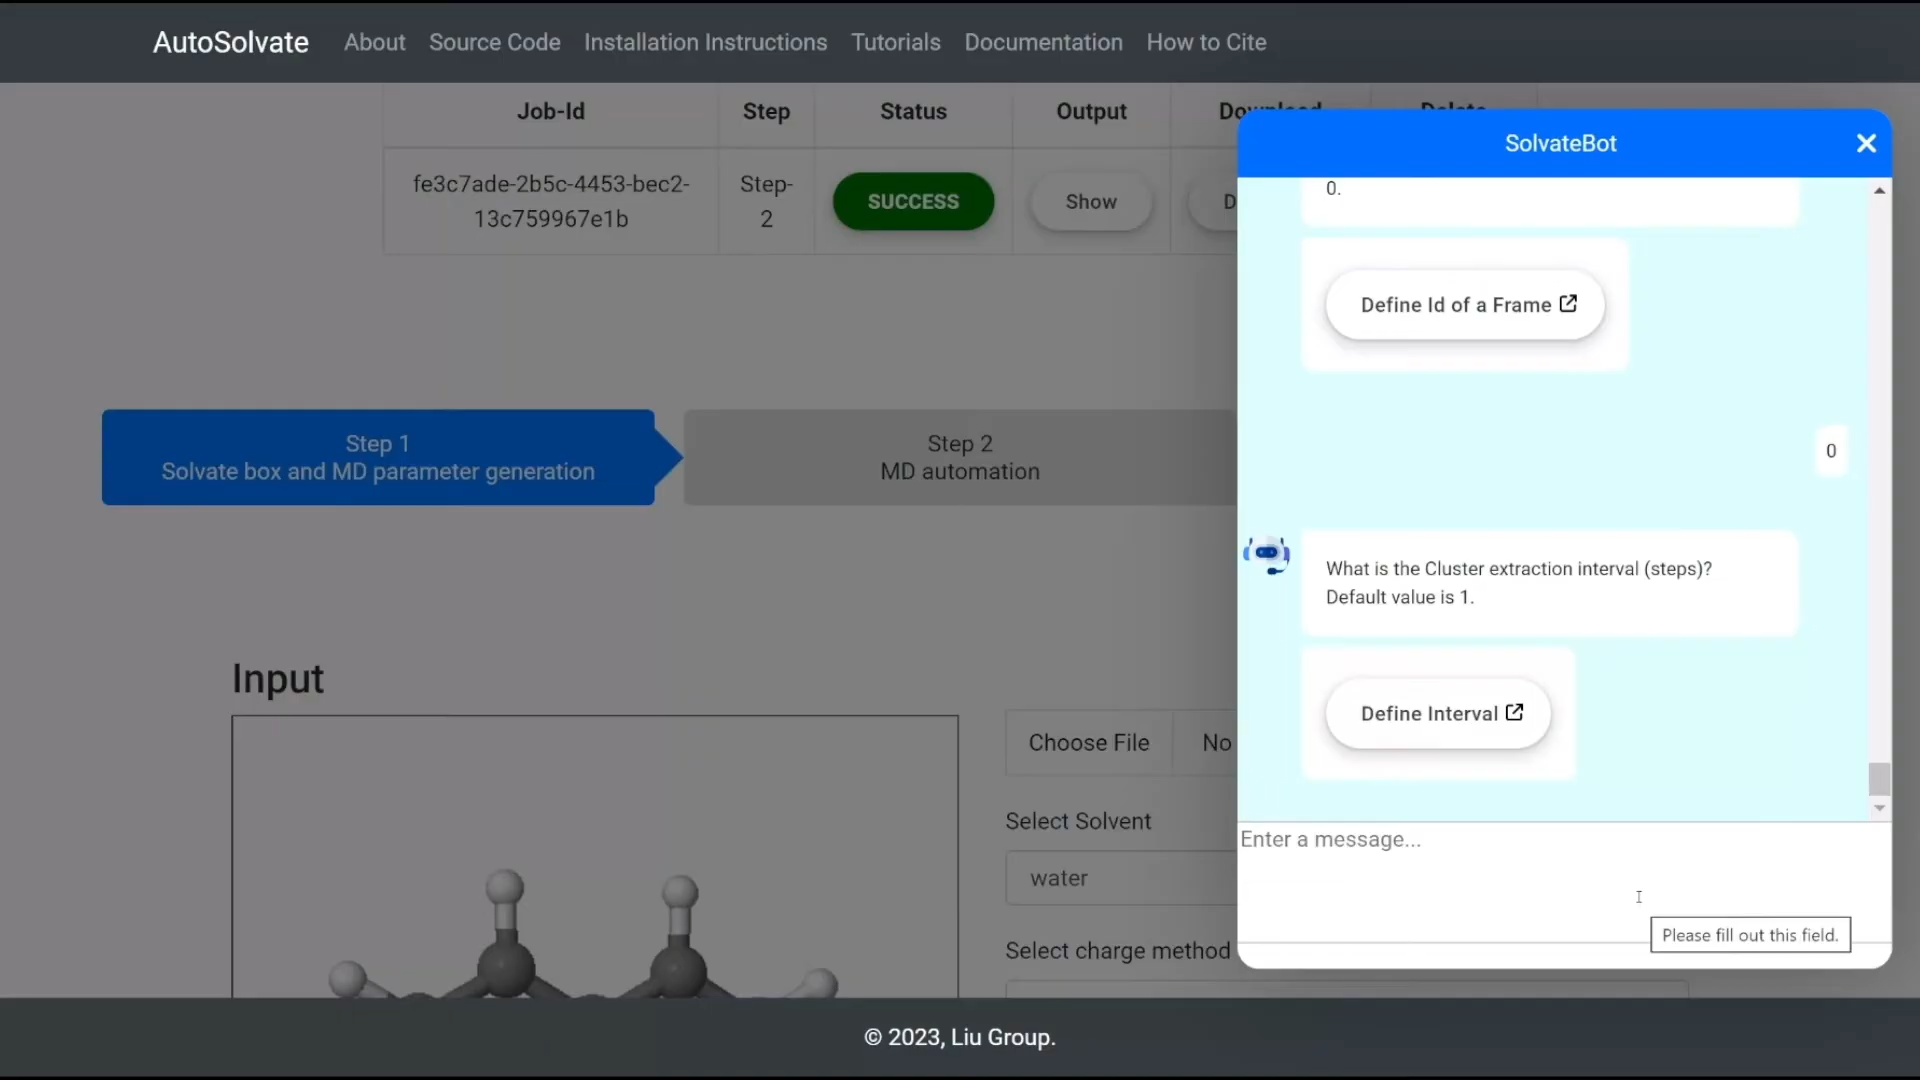 AutoSolvate About Source Code Installation Instructions Tutorials Documentation How to Cite
Job-Id Step Status Output
fe3c7ade-2b5c-4453-bec2-
13c759967e1b
Step-
2
SUCCESS
Show
D
Step 1
Solvate box and MD parameter generation
Step 2
MD automation
Input
Choose File No
Select Solvent
water
Select charge method
SolvateBot
0.
Define Id of a Frame
0
What is the Cluster extraction interval (steps)?
Default value is 1.
Define Interval
Enter a message...
Please fill out this field.
© 2023, Liu Group.